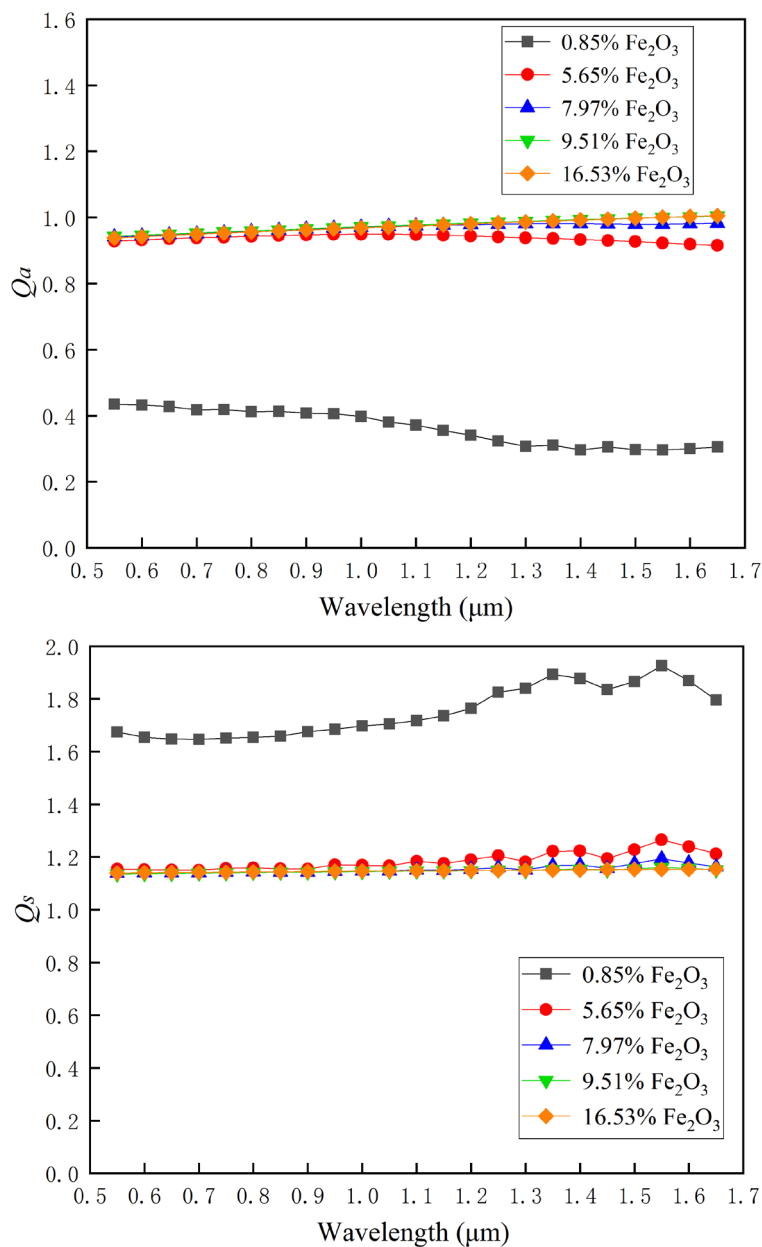 1.6
1.4
1.2
1.0
0.8
0.6
0.4
0.2
0.0
Qa
0.85% Fe₂O₃
5.65% Fe₂O₃
7.97% Fe₂O₃
9.51% Fe₂O₃
16.53% Fe₂O₃
0.5 0.6 0.7 0.8 0.9 1.0 1.1 1.2 1.3 1.4 1.5 1.6 1.7
Wavelength (μm)
2.0
1.8
1.6
1.4
1.2
1.0
0.8
0.6
0.4
0.2
0.0
Qs
0.85% Fe₂O₃
5.65% Fe₂O₃
7.97% Fe₂O₃
9.51% Fe₂O₃
16.53% Fe₂O₃
0.5 0.6 0.7 0.8 0.9 1.0 1.1 1.2 1.3 1.4 1.5 1.6 1.7
Wavelength (μm)